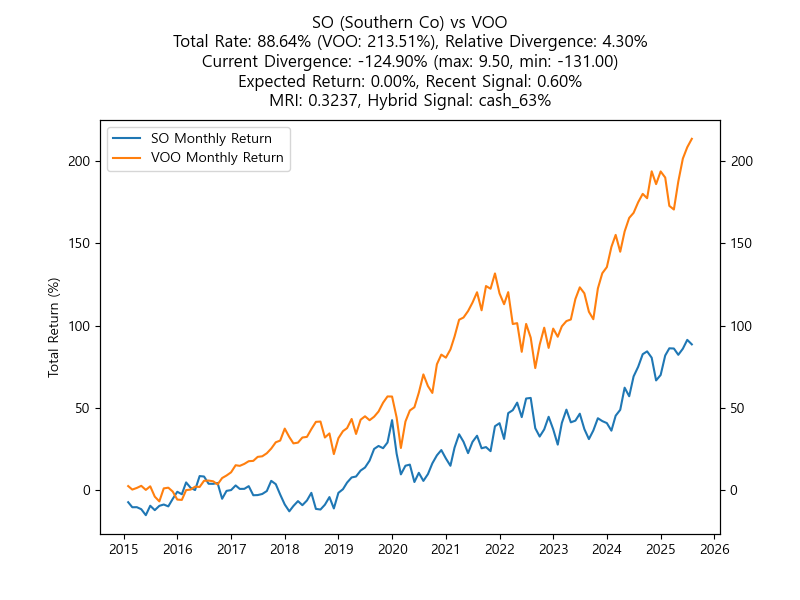 SO (Southern Co) vs VOO
Total Rate: 88.64% (VOO: 213.51%), Relative Divergence: 4.30%
Current Divergence: -124.90% (max: 9.50, min: -131.00)
Expected Return: 0.00%, Recent Signal: 0.60%
MRI: 0.3237, Hybrid Signal: cash_63%
SO Monthly Return
VOO Monthly Return
Total Return (%)
200
150
100
50
0
200
150
100
50
0
2015 2016 2017 2018 2019 2020 2021 2022 2023 2024 2025 2026